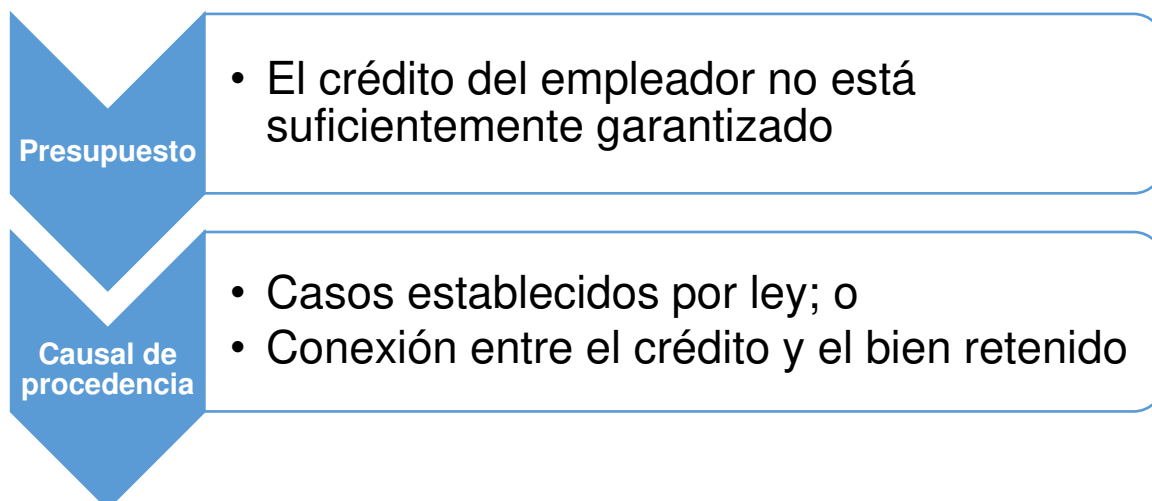 Presupuesto
• El crédito del empleador no está
suficientemente garantizado
Causal de
procedencia
• Casos establecidos por ley; o
• Conexión entre el crédito y el bien retenido